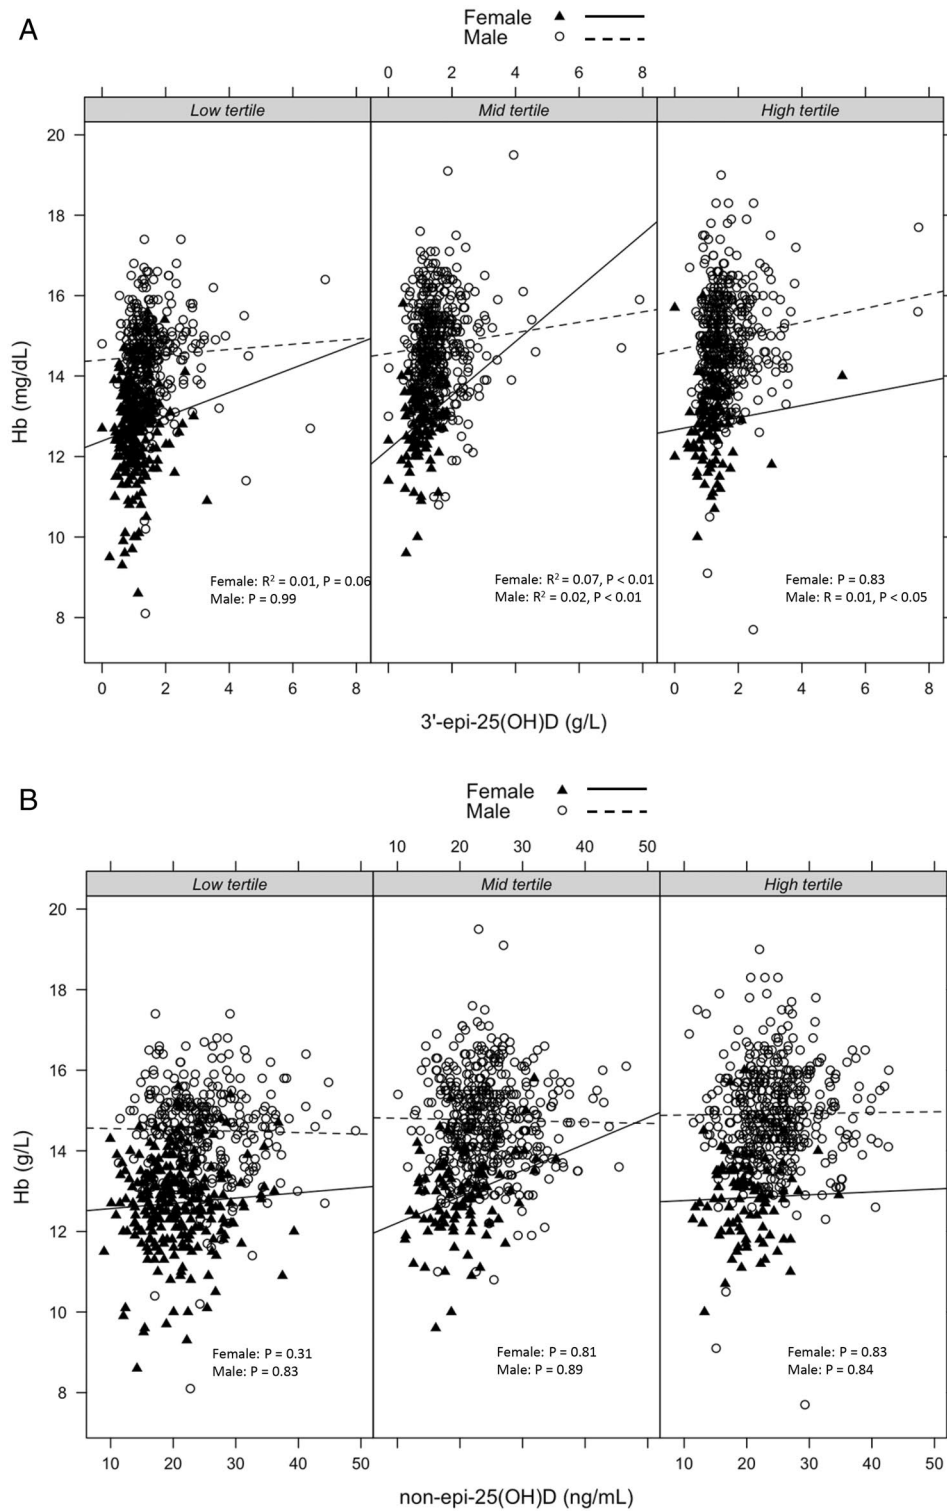 A
Female
Male
0 2 4 6 8
Low tertile Mid tertile High tertile
20
18
16
14
12
10
8
Hb (mg/dL)
Female: R² = 0.01, P = 0.06
Male: P = 0.99
Female: R² = 0.07, P < 0.01
Male: R² = 0.02, P < 0.01
Female: P = 0.83
Male: R = 0.01, P < 0.05
0 2 4 6 8 0 2 4 6 8
3'-epi-25(OH)D (g/L)
B
Female
Male
10 20 30 40 50
Low tertile Mid tertile High tertile
20
18
16
14
12
10
8
Hb (g/L)
Female: P = 0.31
Male: P = 0.83
Female: P = 0.81
Male: P = 0.89
Female: P = 0.83
Male: P = 0.84
10 20 30 40 50 10 20 30 40 50
non-epi-25(OH)D (ng/mL)